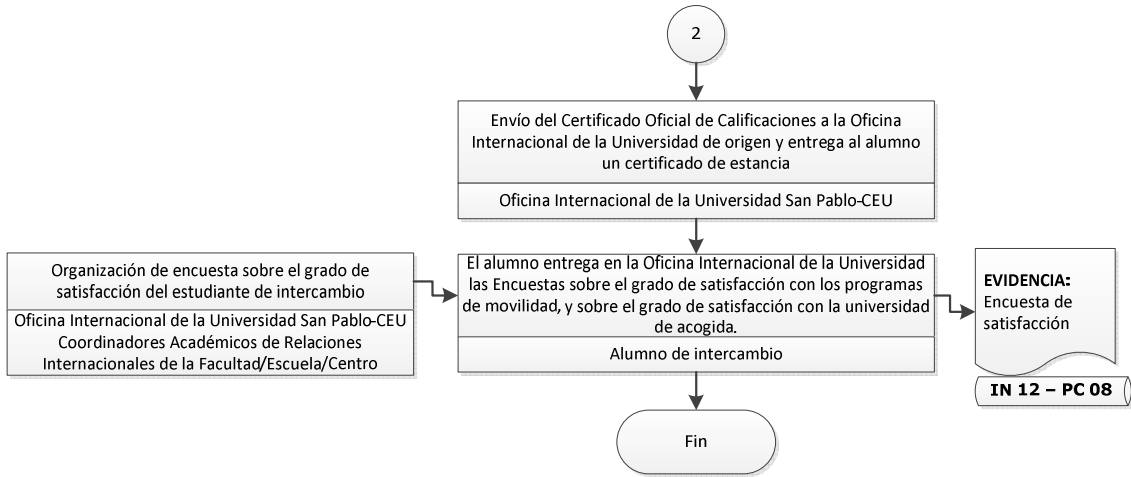 2
Envío del Certificado Oficial de Calificaciones a la Oficina
Internacional de la Universidad de origen y entrega al alumno
un certificado de estancia
Oficina Internacional de la Universidad San Pablo-CEU
Organización de encuesta sobre el grado de
satisfacción del estudiante de intercambio
Oficina Internacional de la Universidad San Pablo-CEU
Coordinadores Académicos de Relaciones
Internacionales de la Facultad/Escuela/Centro
El alumno entrega en la Oficina Internacional de la Universidad
las Encuestas sobre el grado de satisfacción con los programas
de movilidad, y sobre el grado de satisfacción con la universidad
de acogida.
Alumno de intercambio
EVIDENCIA:
Encuesta de
satisfacción
IN 12 – PC 08
Fin